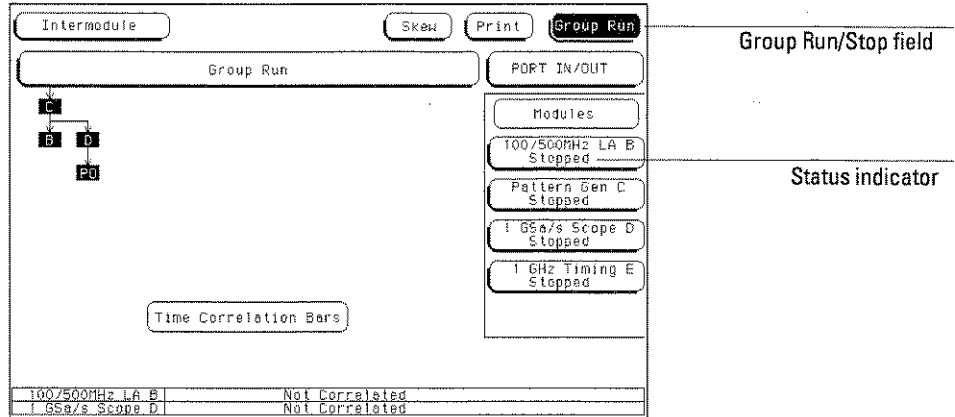 Intermodule
Skew
Print
Group Run
Group Run/Stop field
Group Run
PORT IN/OUT
C
B
D
PO
Modules
100/500MHz LA B
Stopped
Status indicator
Pattern Gen C
Stopped
1 GSa/s Scope D
Stopped
1 GHz Timing E
Stopped
Time Correlation Bars
100/500MHz LA B
Not Correlated
1 GSa/s Scope D
Not Correlated